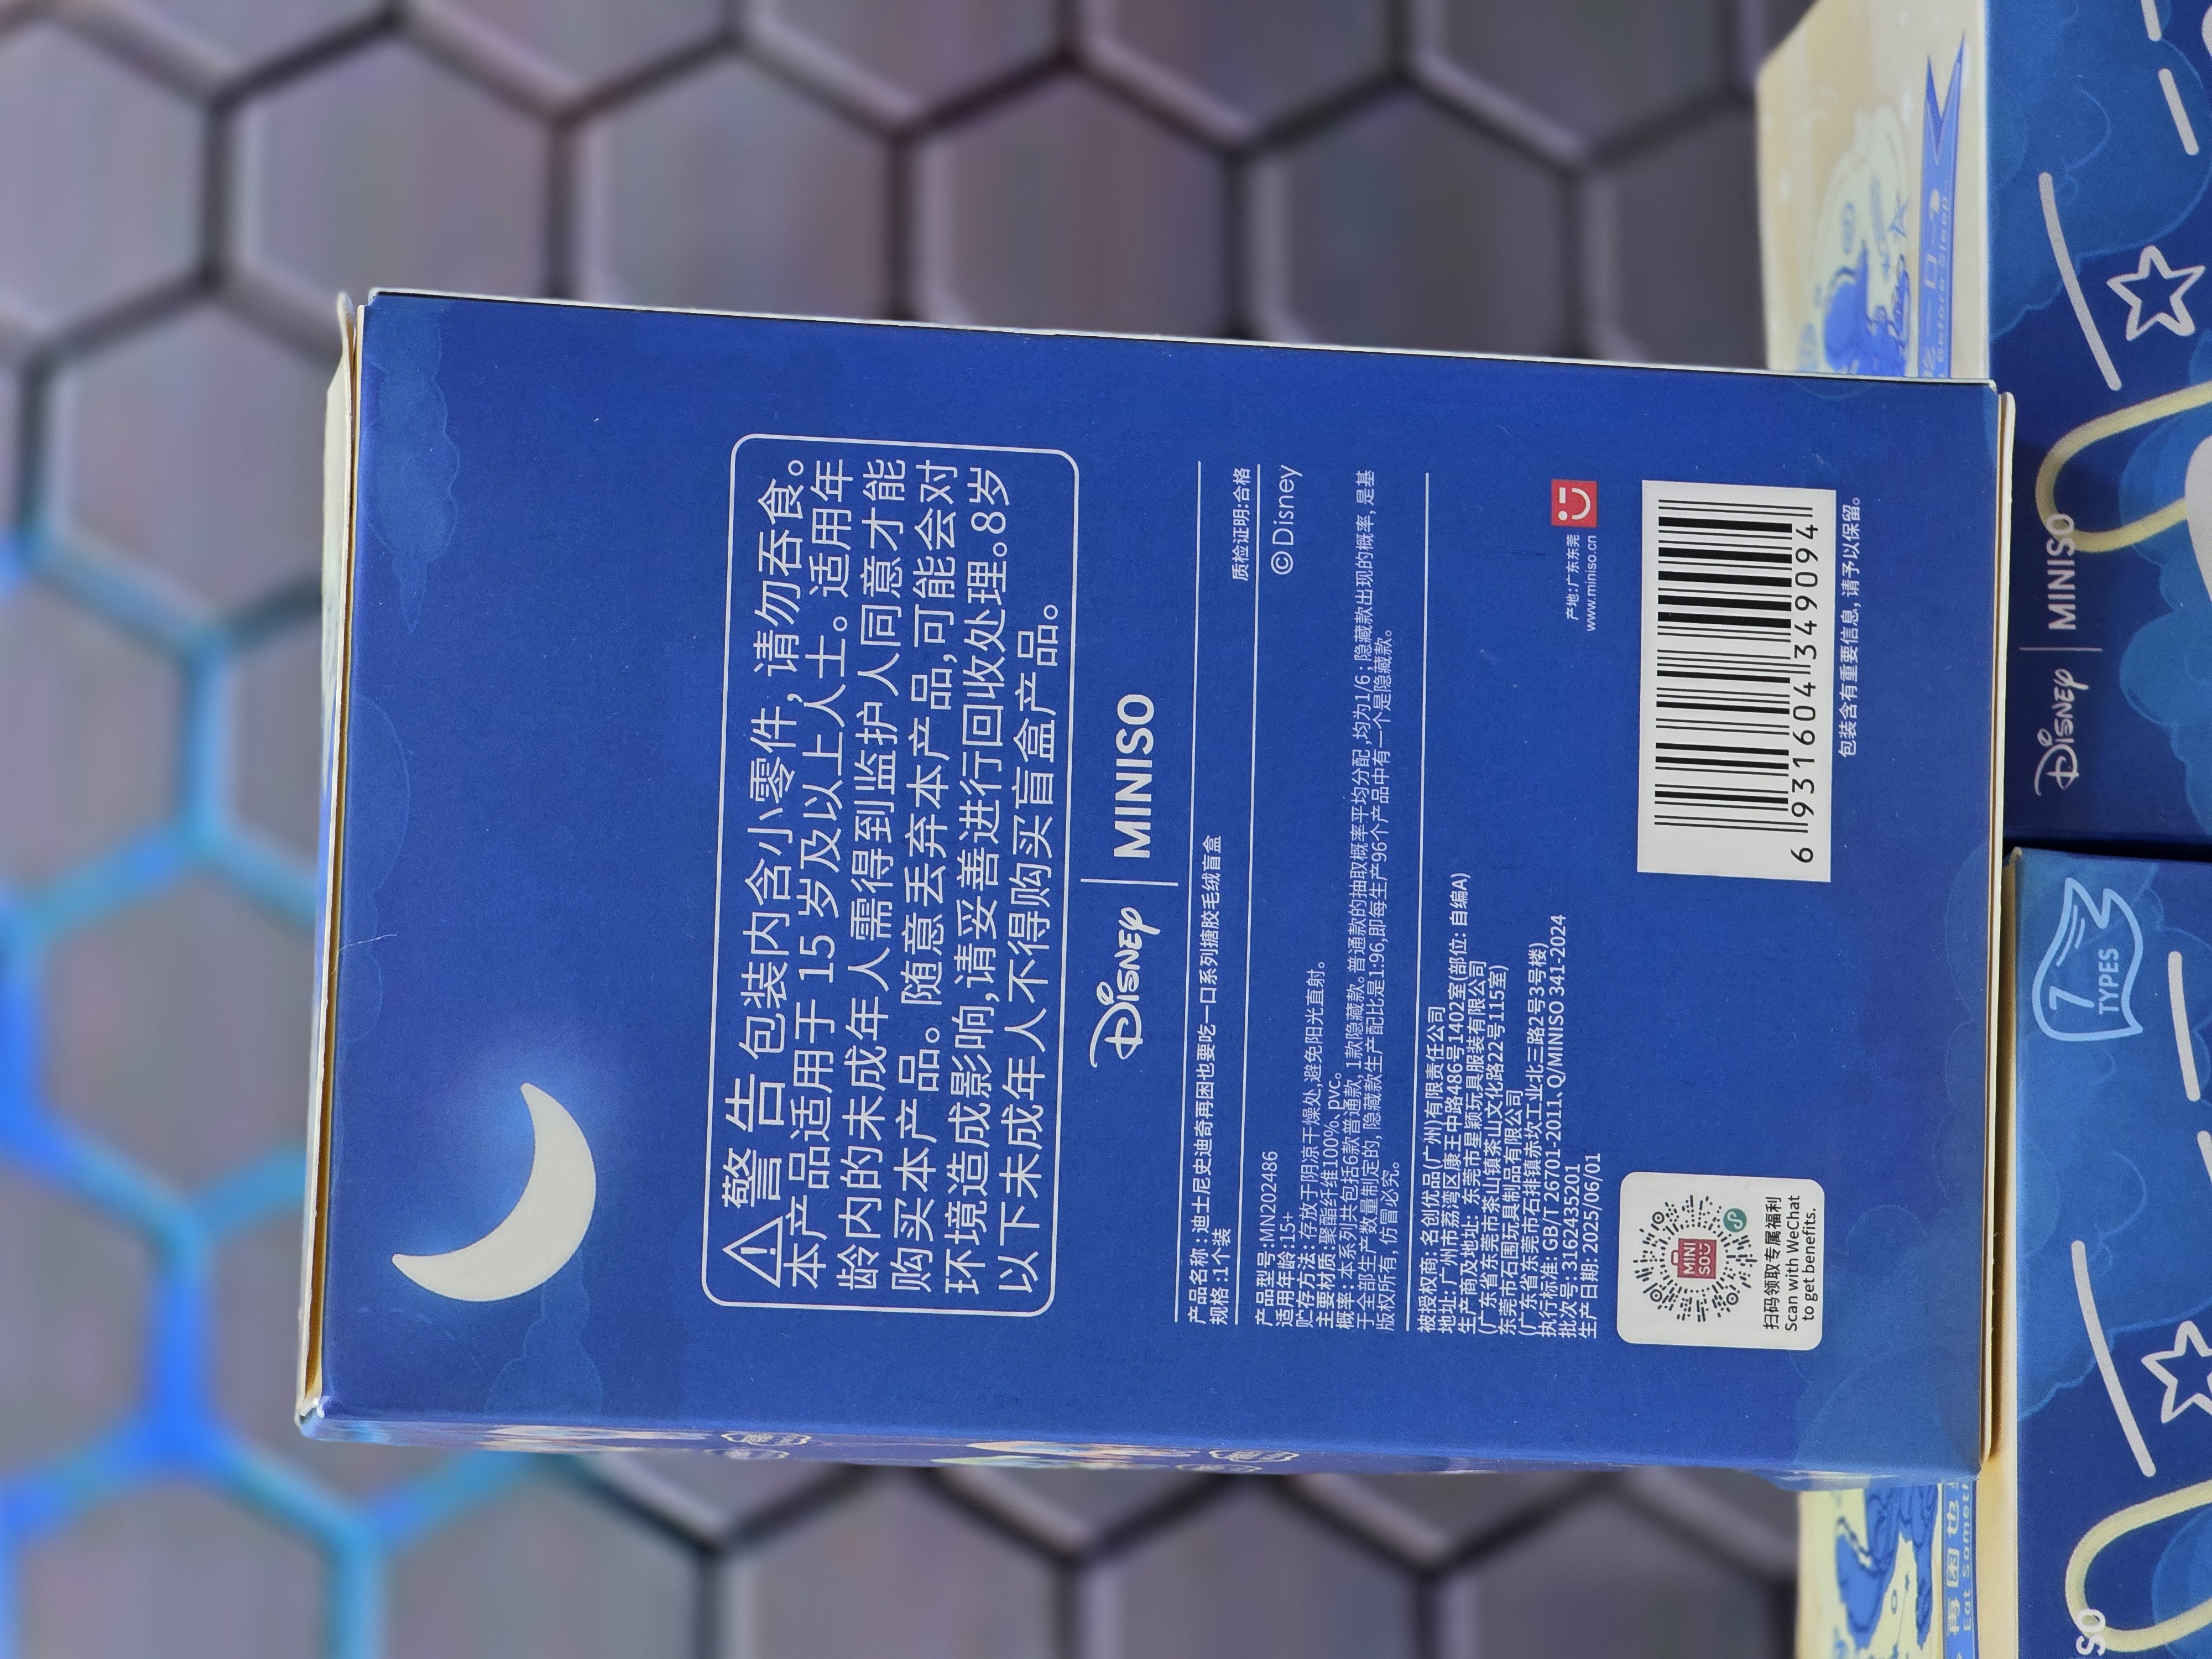 警告 包装内含小零件，请勿吞食。
本产品适用于 15 岁及以上人士。适用年
龄内的未成年人需得到监护人同意才能
购买本产品。随意丢弃本产品,可能会对
环境造成影响,请妥善进行回收处理。8岁
以下未成年人不得购买盲盒产品。
Disney | MINISO
产品名称:迪士尼史迪奇再困也要吃一口系列搪胶毛绒盲盒
规格:1个装
质检证明:合格
产品型号:MN202486
©Disney
适用年龄:15+
贮存方法: 存放于阴凉干燥处,避免阳光直射。
主要材质:聚酯纤维100%、pvc。
概率: 本系列共包括6款普通款, 1款隐藏款。普通款的抽取概率平均分配 ,均为1/6 ; 隐藏款出现的概率, 是基
于全部生产数量制定的, 隐藏款生产配比是1:96,即每生产96个产品中有一个是隐藏款。
版权所有, 仿冒必究。
被授权商: 名创优品(广州)有限责任公司
地址: 广州市荔湾区康王中路486号1402室(部位: 自编A)
生产商及地址: 东莞市星颖玩具服装有限公司
(广东省东莞市茶山镇茶山文化路22号115室)
东莞市石围玩具制品有限公司
(广东省东莞市石排镇赤坎工业北三路2号3号楼)
执行标准: GB/T 26701-2011、Q/MINISO 341-2024
批次号: 3162435201
生产日期: 2025/06/01
产地:广东东莞
www.miniso.cn
MINI
SO
扫码领取专属福利
Scan with WeChat
to get benefits.
6 931604 349094
包装含有重要信息, 请予以保留。
Disney | MINISO
7
TYPES
再困也
Eat Someth
Before Sleep
SO